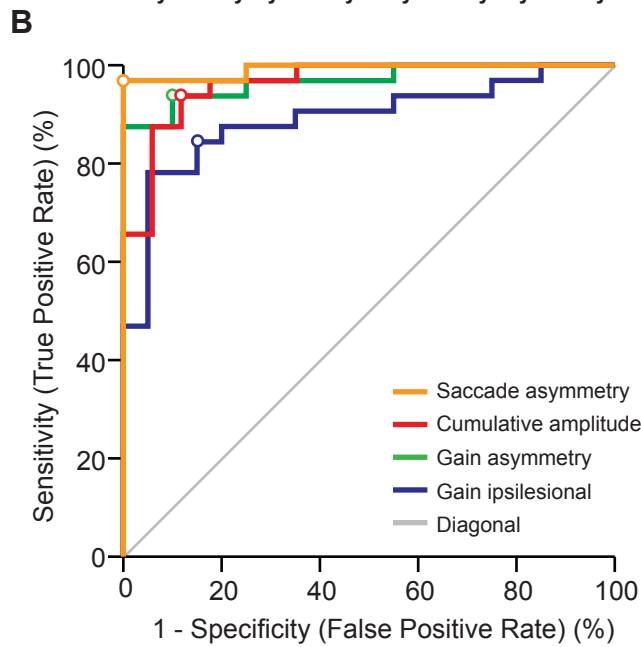 B
100
80
60
40
20
0
Sensitivity (True Positive Rate) (%)
Saccade asymmetry
Cumulative amplitude
Gain asymmetry
Gain ipsilesional
Diagonal
0 20 40 60 80 100
1 - Specificity (False Positive Rate) (%)